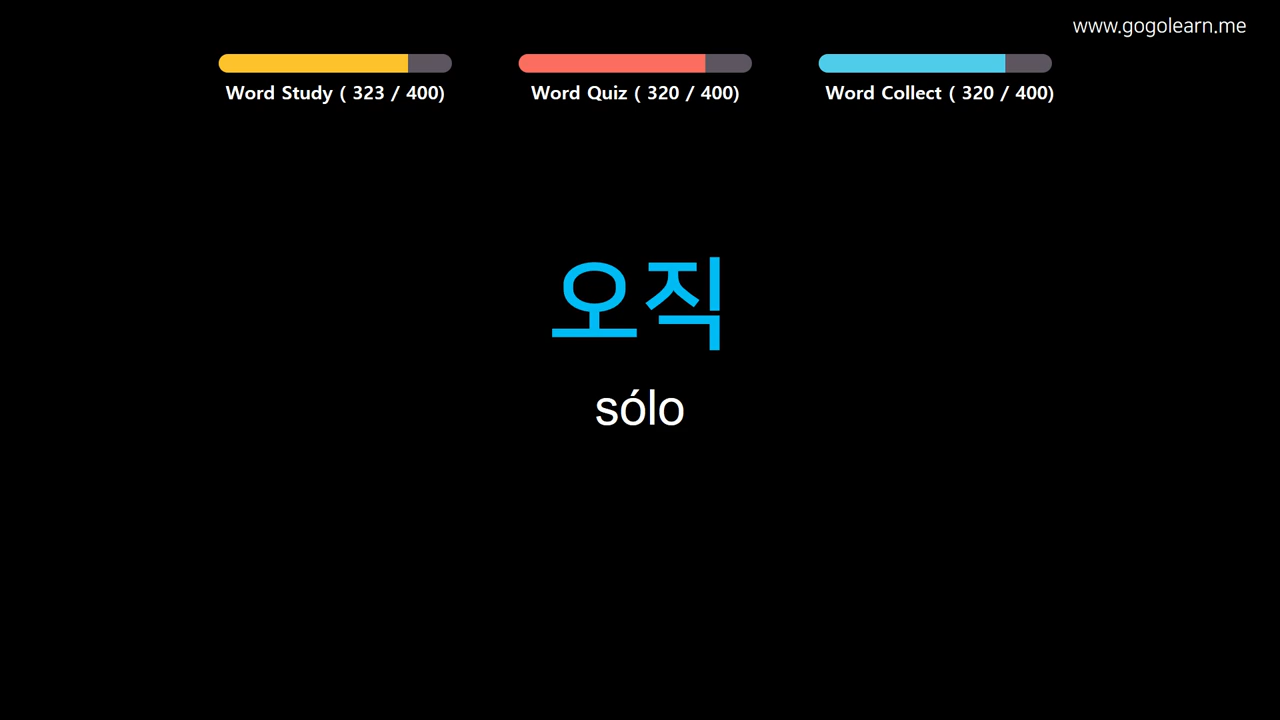 www.gogolearn.me
Word Study ( 323 / 400)
Word Quiz ( 320 / 400)
Word Collect ( 320 / 400)
오직
sólo